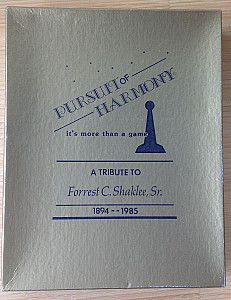 PURSUIT OF
HARMONY
it's more than a game
A TRIBUTE TO
Forrest C. Shaklee, Sr.
1894 -- 1985